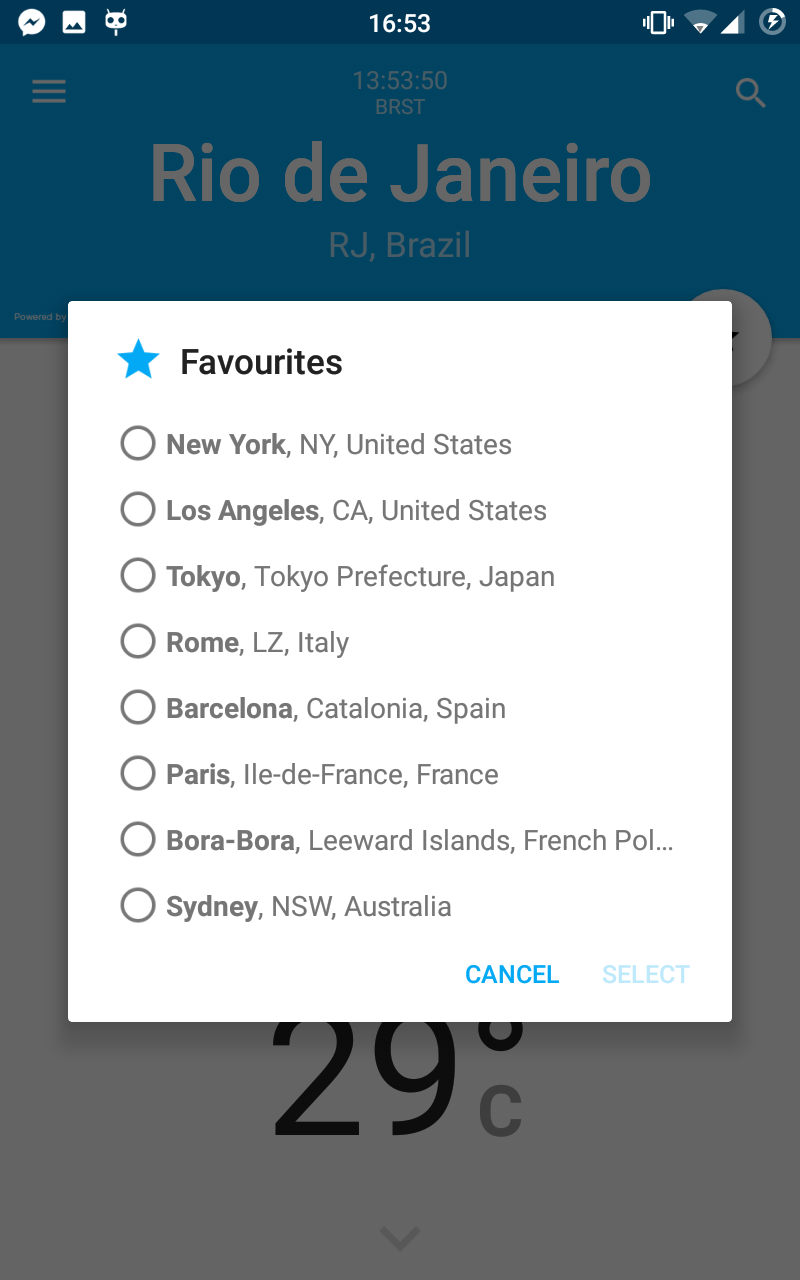 16:53
13:53:50
BRST
Rio de Janeiro
RJ, Brazil
Powered by
Favourites
New York, NY, United States
Los Angeles, CA, United States
Tokyo, Tokyo Prefecture, Japan
Rome, LZ, Italy
Barcelona, Catalonia, Spain
Paris, Ile-de-France, France
Bora-Bora, Leeward Islands, French Pol...
Sydney, NSW, Australia
CANCEL SELECT
29°
C